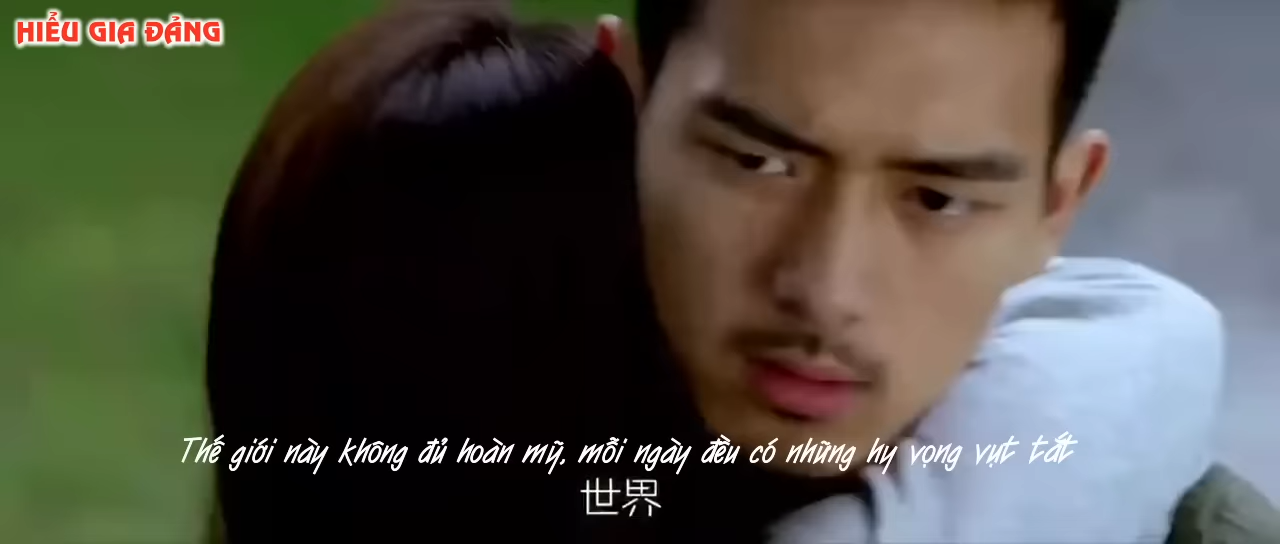 HIỂU GIA ĐẢNG
Thế giới này không đủ hoàn mỹ. mỗi ngày đều có những hy vọng vụt tắt
世界